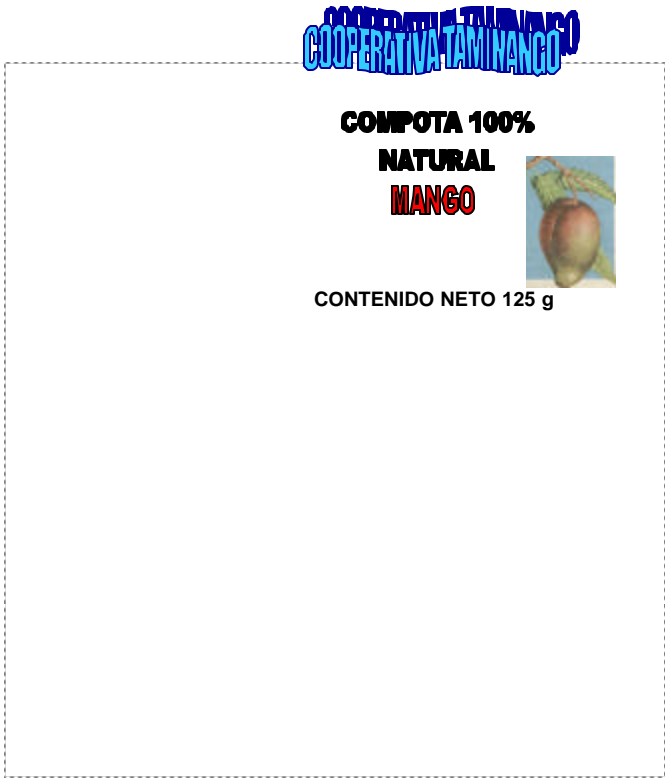 COOPERATIVA TAMINANGO
COMPOTA 100%
NATURAL
MANGO
CONTENIDO NETO 125 g